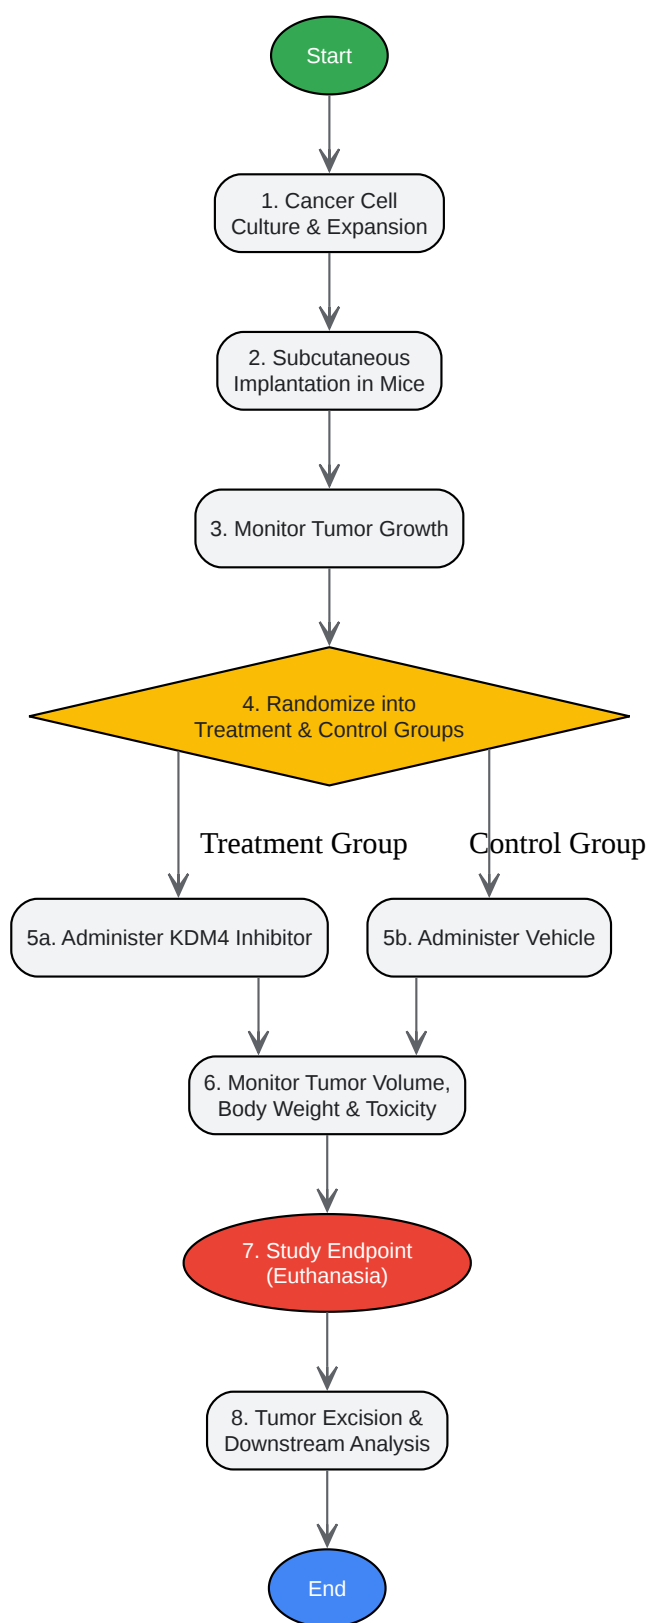 Start
1. Cancer Cell
Culture & Expansion
2. Subcutaneous
Implantation in Mice
3. Monitor Tumor Growth
4. Randomize into
Treatment & Control Groups
Treatment Group
Control Group
5a. Administer KDM4 Inhibitor
5b. Administer Vehicle
6. Monitor Tumor Volume,
Body Weight & Toxicity
7. Study Endpoint
(Euthanasia)
8. Tumor Excision &
Downstream Analysis
End